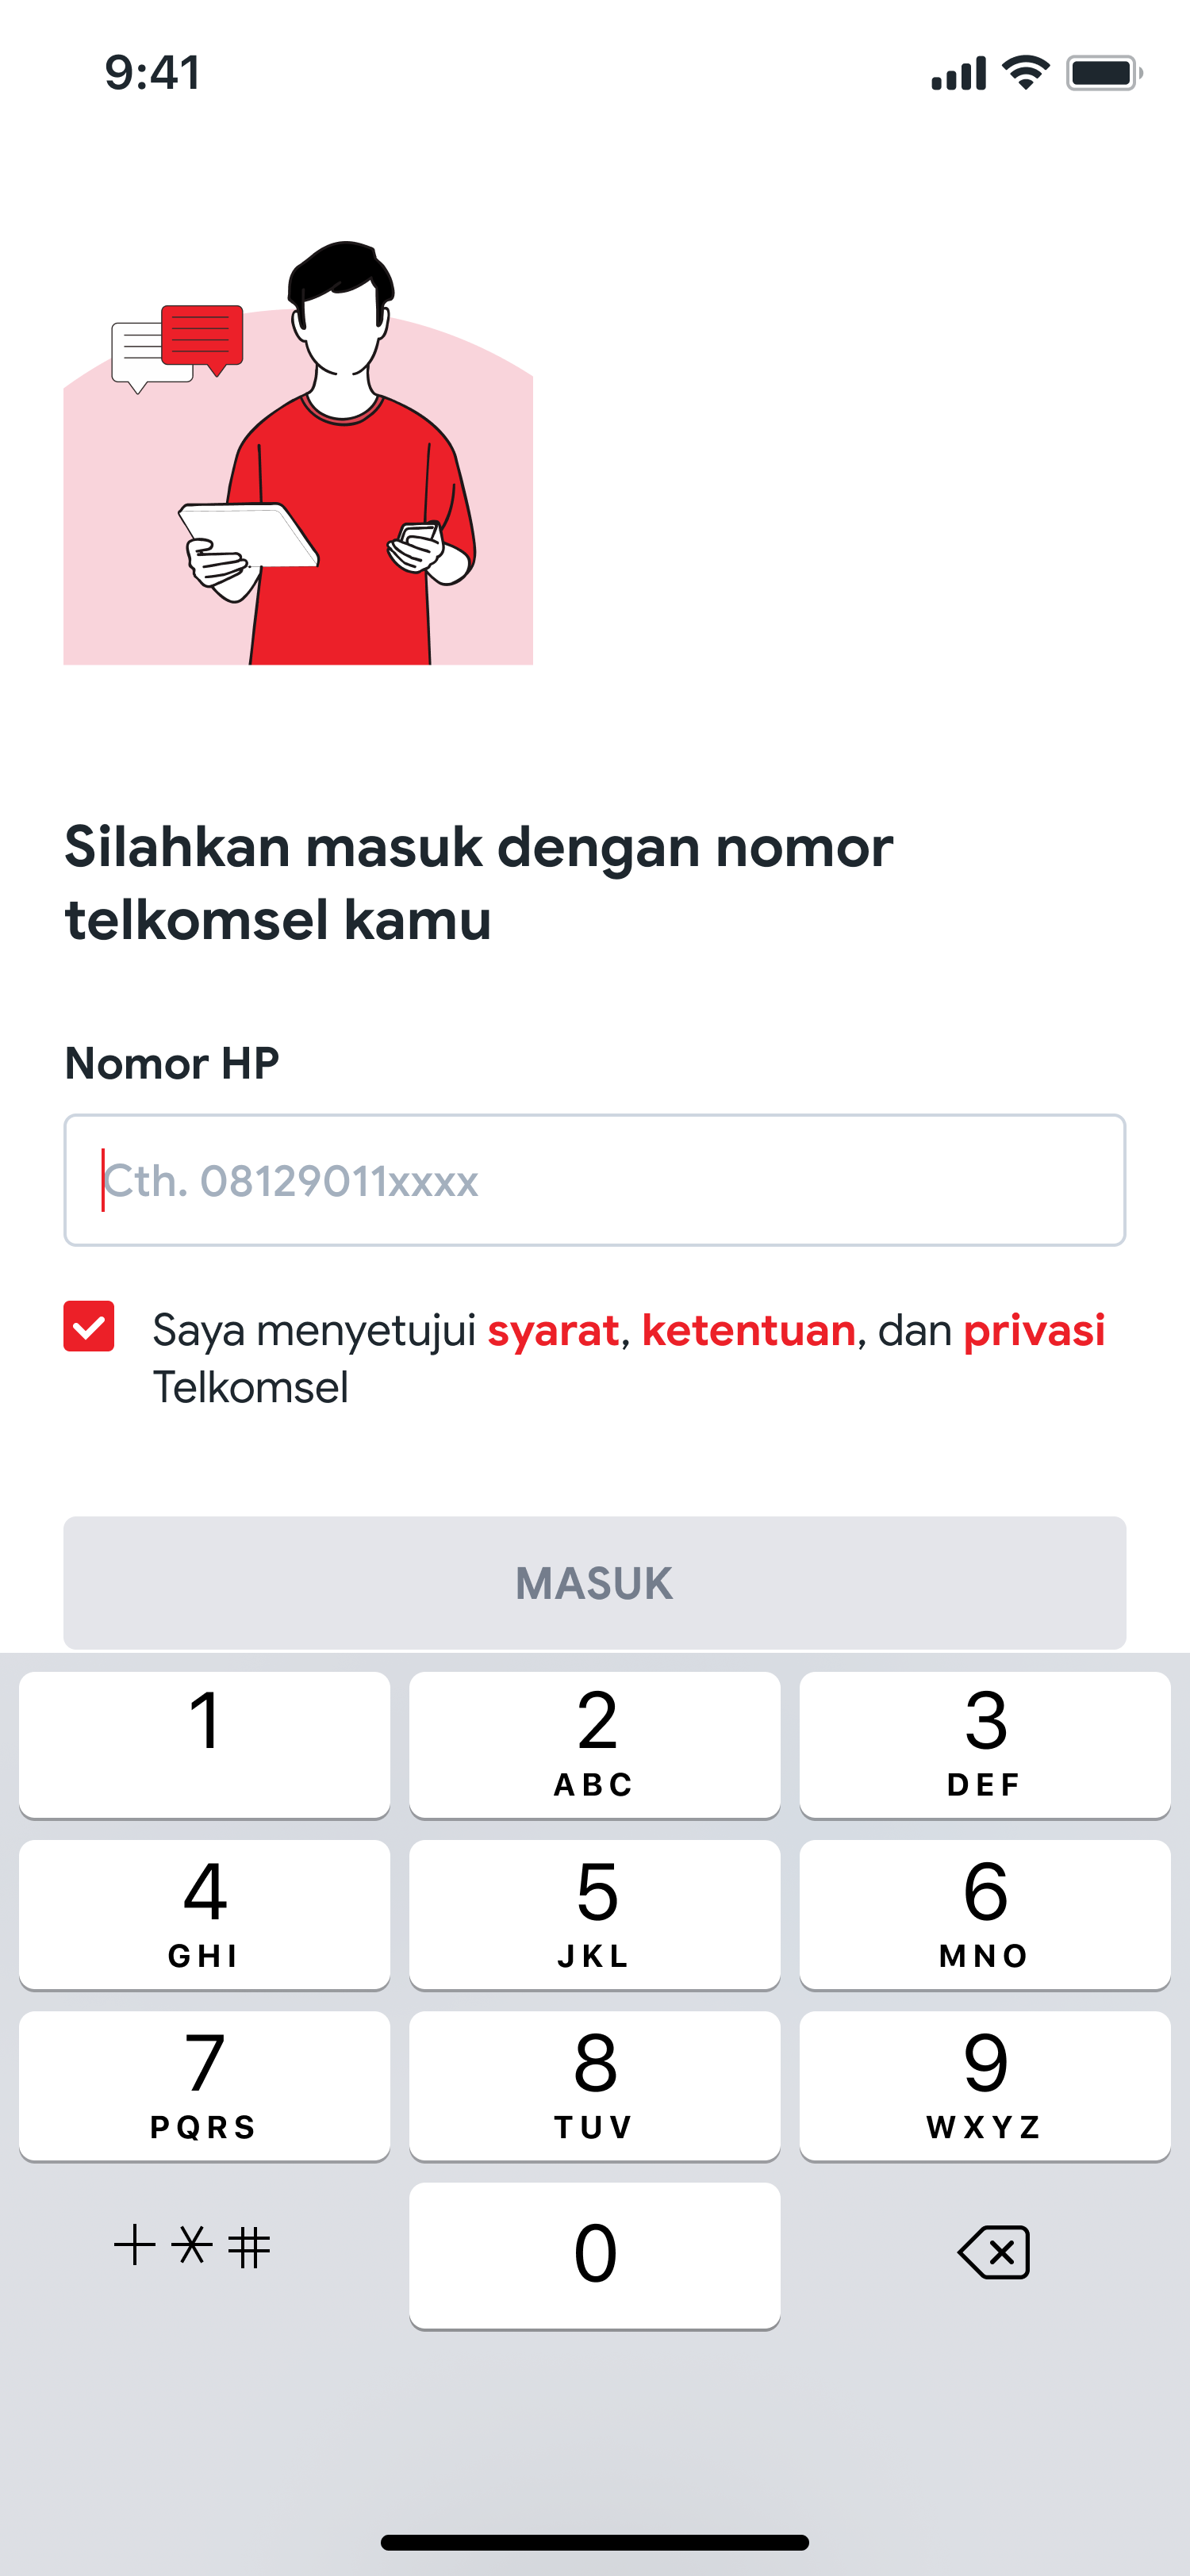 9:41
Silahkan masuk dengan nomor
telkomsel kamu
Nomor HP
Cth. 08129011xxxx
Saya menyetujui syarat, ketentuan, dan privasi
Telkomsel
MASUK
1 2 3
ABC DEF
4 5 6
GHI JKL MNO
7 8 9
PQRS TUV WXYZ
+*# 0